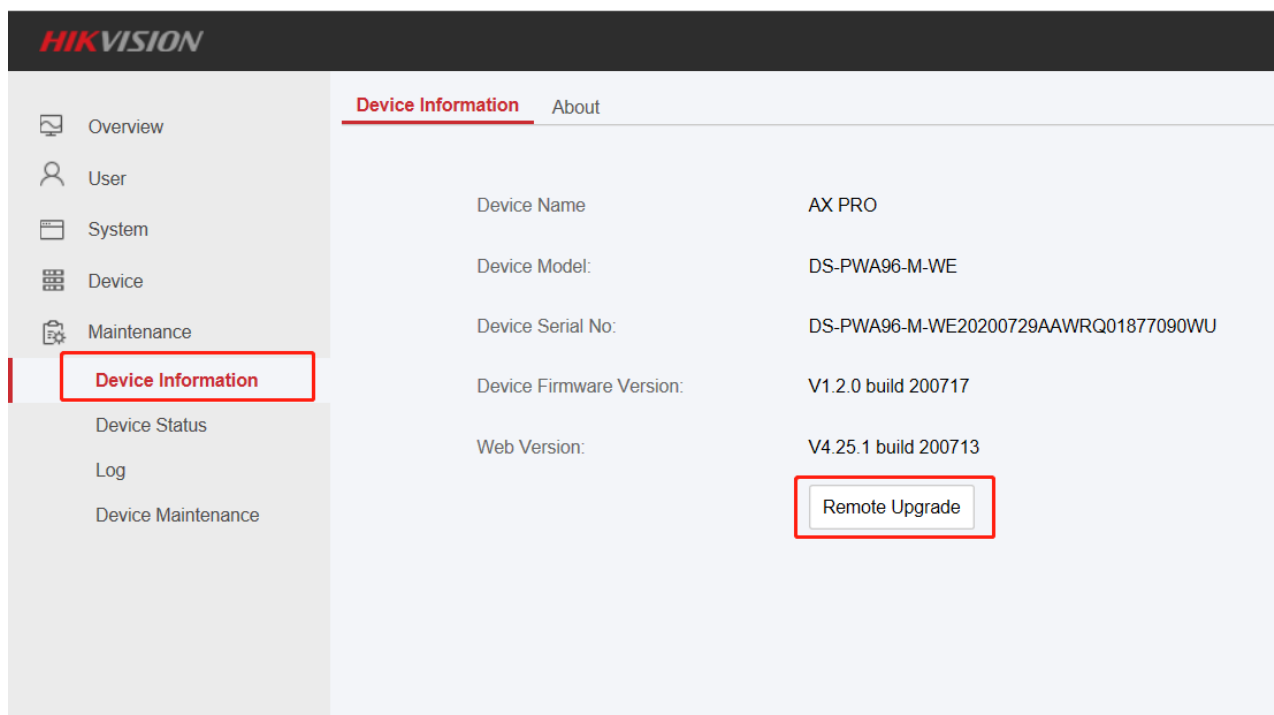 HIKVISION
Overview
User
System
Device
Maintenance
Device Information
Device Status
Log
Device Maintenance
Device Information About
Device Name AX PRO
Device Model: DS-PWA96-M-WE
Device Serial No: DS-PWA96-M-WE20200729AAWRQ01877090WU
Device Firmware Version: V1.2.0 build 200717
Web Version: V4.25.1 build 200713
Remote Upgrade